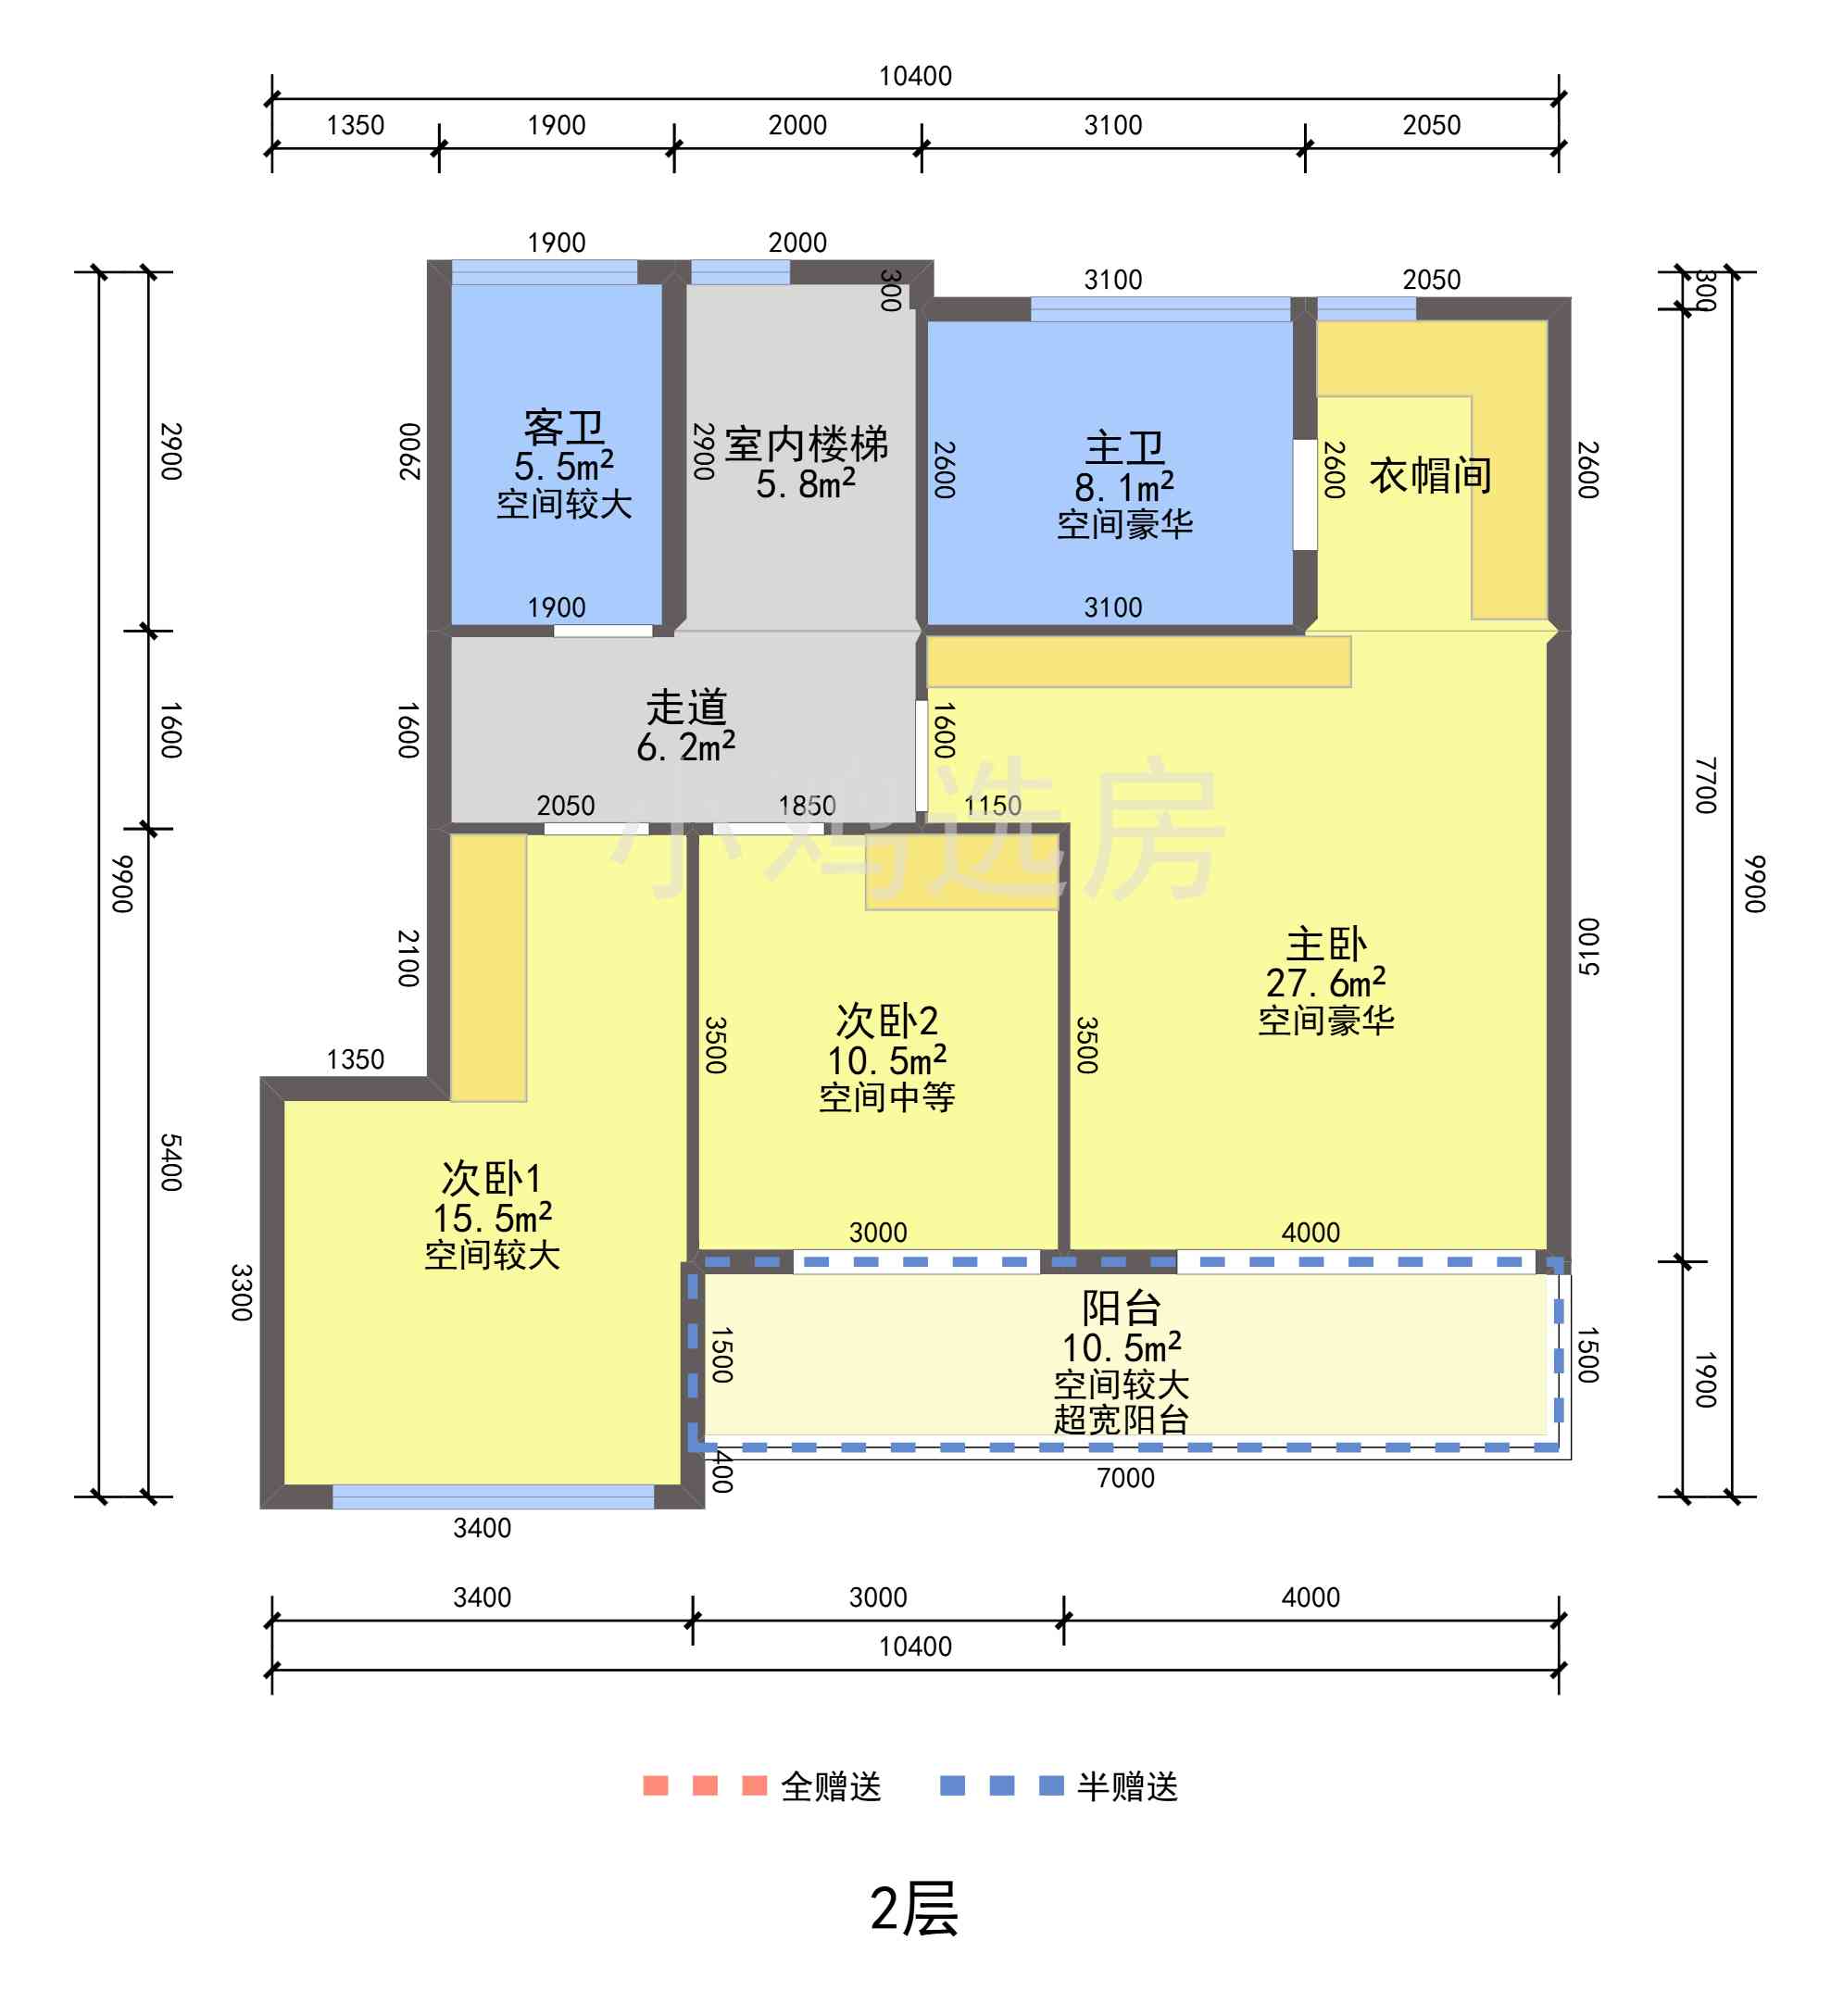 10400
1350
1900
2000
3100
2050
1900
2000
300
3100
2050
300
2900
2900
客卫
5.5m²
空间较大
2900
室内楼梯
5.8m²
2600
主卫
8.1m²
空间豪华
2600
衣帽间
2600
1900
3100
1600
1600
走道
6.2m²
1600
7700
2050
1850
1150
小鸡选房
9900
9900
2100
5100
主卧
27.6m²
空间豪华
次卧2
10.5m²
空间中等
3500
3500
1350
5400
次卧1
15.5m²
空间较大
3000
4000
3300
阳台
10.5m²
空间较大
超宽阳台
1500
1500
1900
400
7000
3400
3400
3000
4000
10400
全赠送
半赠送
2层